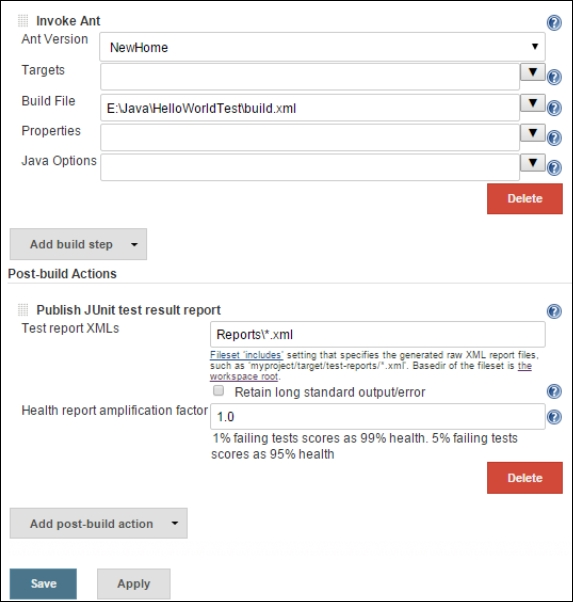 Invoke Ant
Ant Version
NewHome
Targets
Build File
E:\Java\HelloWorldTest\build.xml
Properties
Java Options
Delete
Add build step
Post-build Actions
Publish JUnit test result report
Test report XMLs
Reports\*.xml
Fileset 'includes' setting that specifies the generated raw XML report files,
such as 'myproject/target/test-reports/*.xml'. Basedir of the fileset is the
workspace root.
Retain long standard output/error
Health report amplification factor
1.0
1% failing tests scores as 99% health. 5% failing tests
scores as 95% health
Delete
Add post-build action
Save
Apply